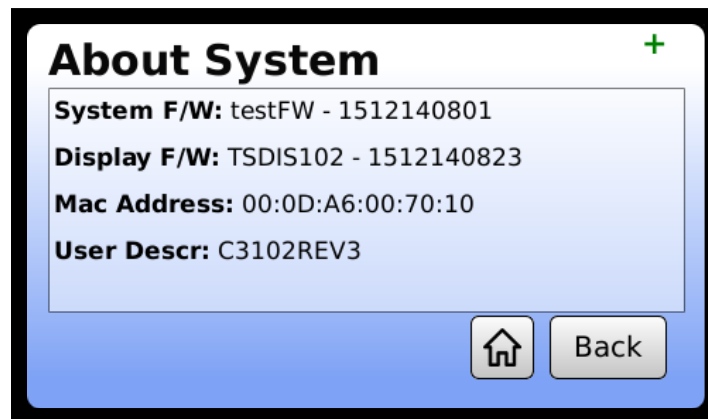 About System
System F/W: testFW - 1512140801
Display F/W: TSDIS102 - 1512140823
Mac Address: 00:0D:A6:00:70:10
User Descr: C3102REV3
Back